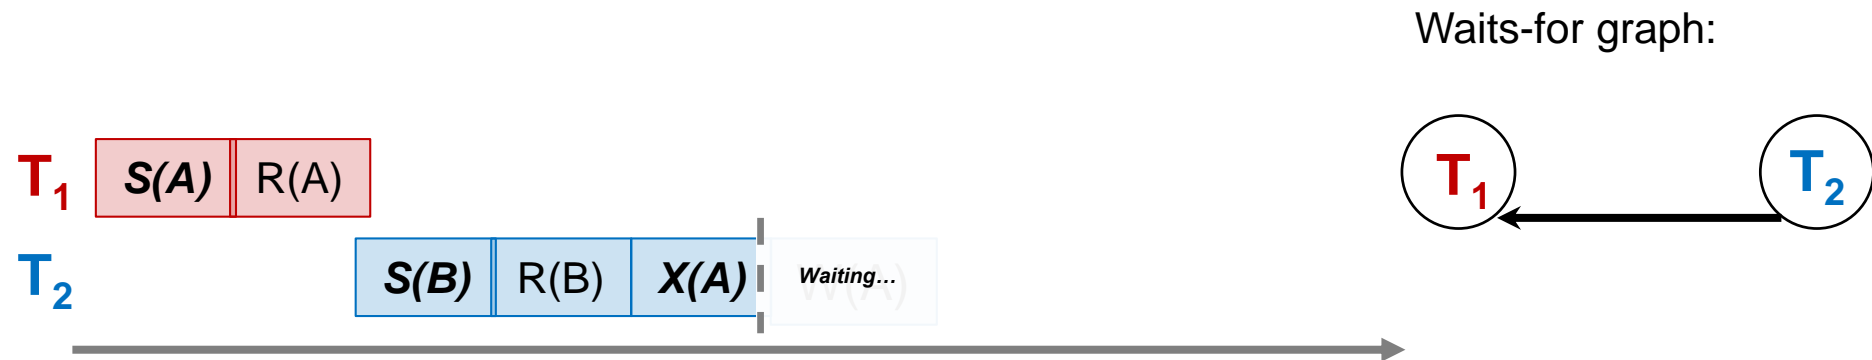 Waits-for graph:
T1 S(A) R(A)
T1 T2
T2 S(B) R(B) X(A) Waiting... W(A)